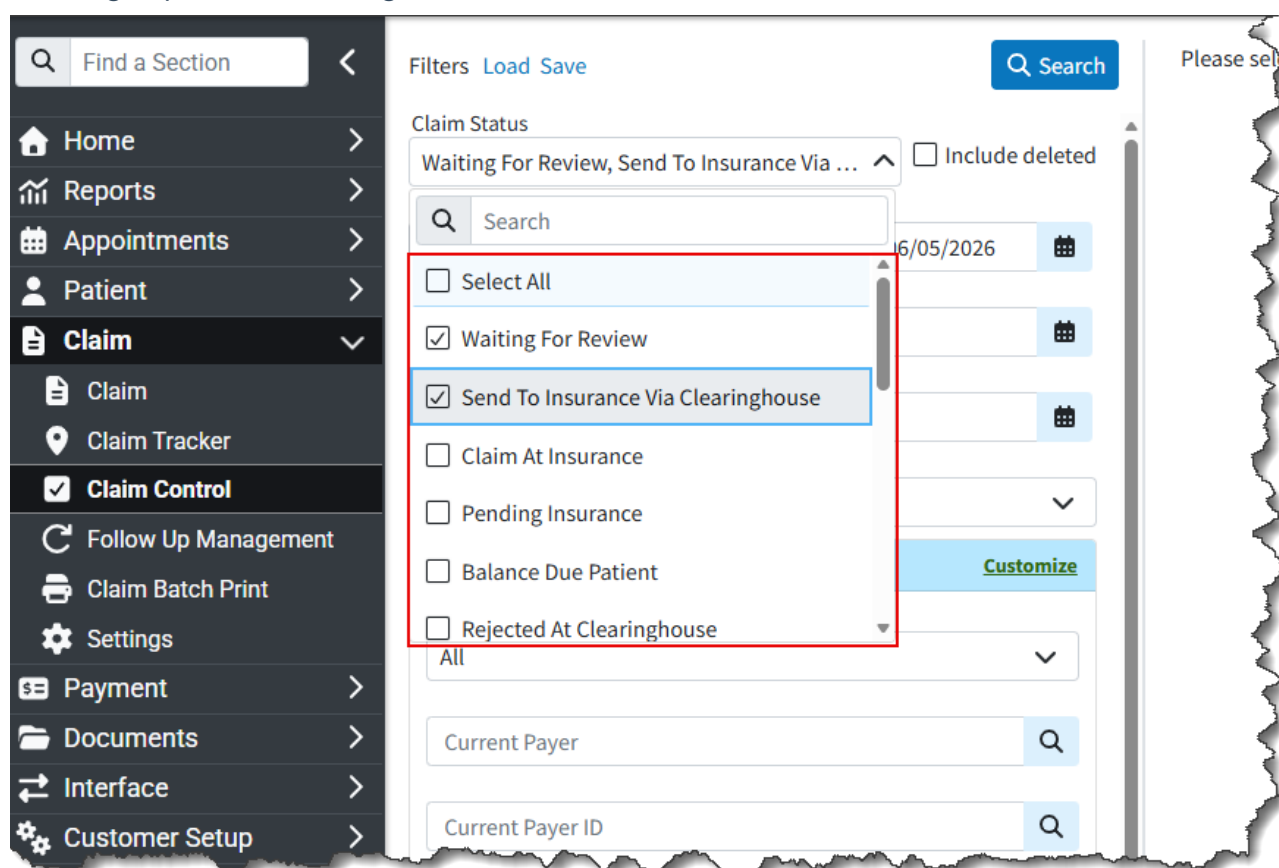 Find a Section
Home
Reports
Appointments
Patient
Claim
Claim
Claim Tracker
Claim Control
Follow Up Management
Claim Batch Print
Settings
Payment
Documents
Interface
Customer Setup
Filters Load Save
Search
Claim Status
Waiting For Review, Send To Insurance Via ...
Include deleted
Search
6/05/2026
Select All
Waiting For Review
Send To Insurance Via Clearinghouse
Claim At Insurance
Pending Insurance
Balance Due Patient
Rejected At Clearinghouse
Customize
All
Current Payer
Current Payer ID
Please